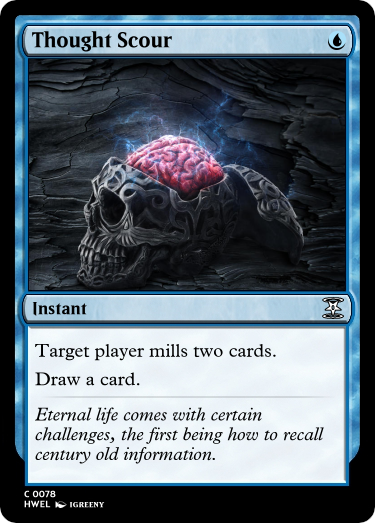 Thought Scour
Instant
Target player mills two cards.
Draw a card.
Eternal life comes with certain
challenges, the first being how to recall
century old information.
C 0078
HWEL IGREENY